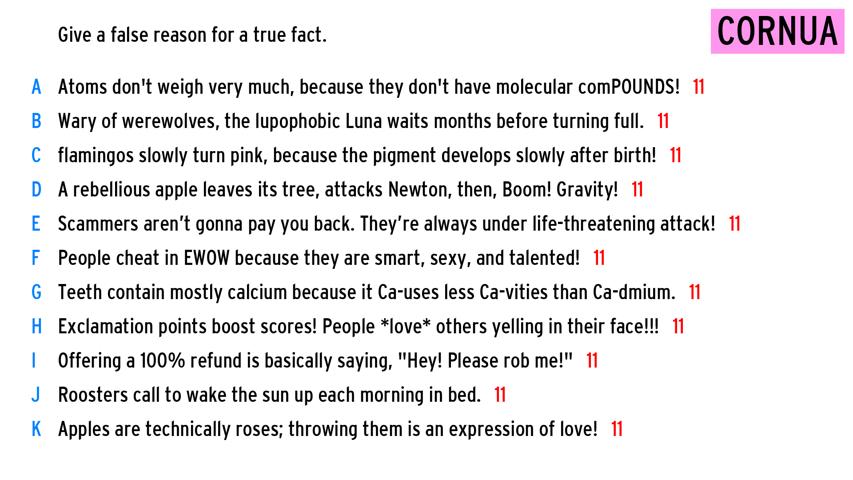 Give a false reason for a true fact.
CORNUA
A Atoms don't weigh very much, because they don't have molecular comPOUNDS! 11
B Wary of werewolves, the lupophobic Luna waits months before turning full. 11
C flamingos slowly turn pink, because the pigment develops slowly after birth! 11
D A rebellious apple leaves its tree, attacks Newton, then, Boom! Gravity! 11
E Scammers aren’t gonna pay you back. They’re always under life-threatening attack! 11
F People cheat in EWOW because they are smart, sexy, and talented! 11
G Teeth contain mostly calcium because it Ca-uses less Ca-vities than Ca-dmium. 11
H Exclamation points boost scores! People *love* others yelling in their face!!! 11
I Offering a 100% refund is basically saying, "Hey! Please rob me!" 11
J Roosters call to wake the sun up each morning in bed. 11
K Apples are technically roses; throwing them is an expression of love! 11